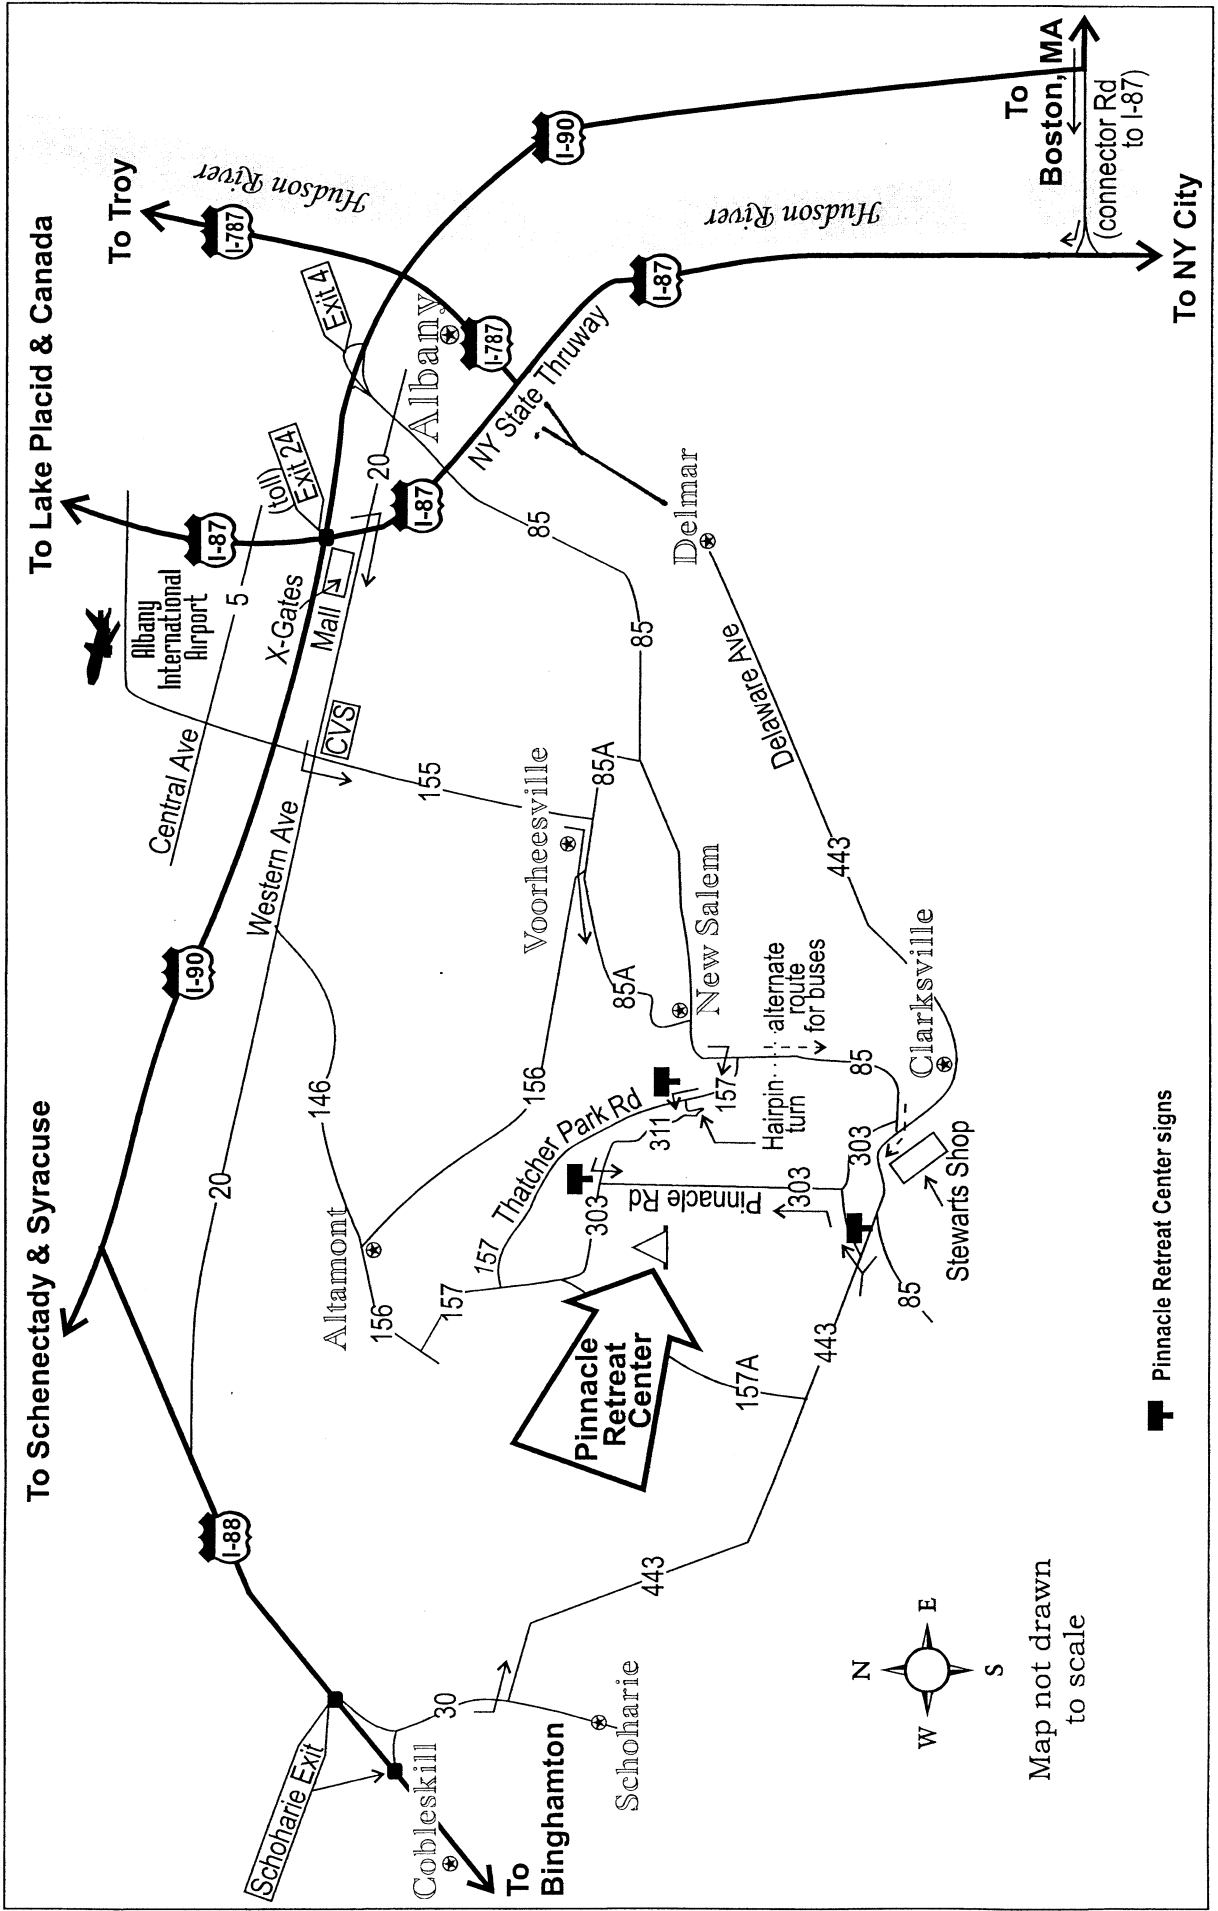 To Schenectady & Syracuse
To Lake Placid & Canada
To Troy
Hudson River
Hudson River
I-787
I-87
Albany
International
Airport
Central Ave
5
(toll)
Exit 24
Exit 4
I-90
I-90
X-Gates
Mall
CVS
Western Ave
20
20
Albany
I-787
I-87
NY State Thruway
I-87
To
Boston, MA
(connector Rd
to I-87)
To NY City
I-88
Schoharie Exit
Cobleskill
To
Binghamton
30
Schoharie
443
146
Altamont
156
156
157
157
155
Voorheesville
85A
85A
85
85
Delmar
Delaware Ave
443
New Salem
Thatcher Park Rd
157
311
303
Pinnacle Rd
303
303
Hairpin
turn
alternate
route
for buses
85
Clarksville
Stewarts Shop
85
443
157A
Pinnacle
Retreat
Center
N
W
E
S
Map not drawn
to scale
Pinnacle Retreat Center signs